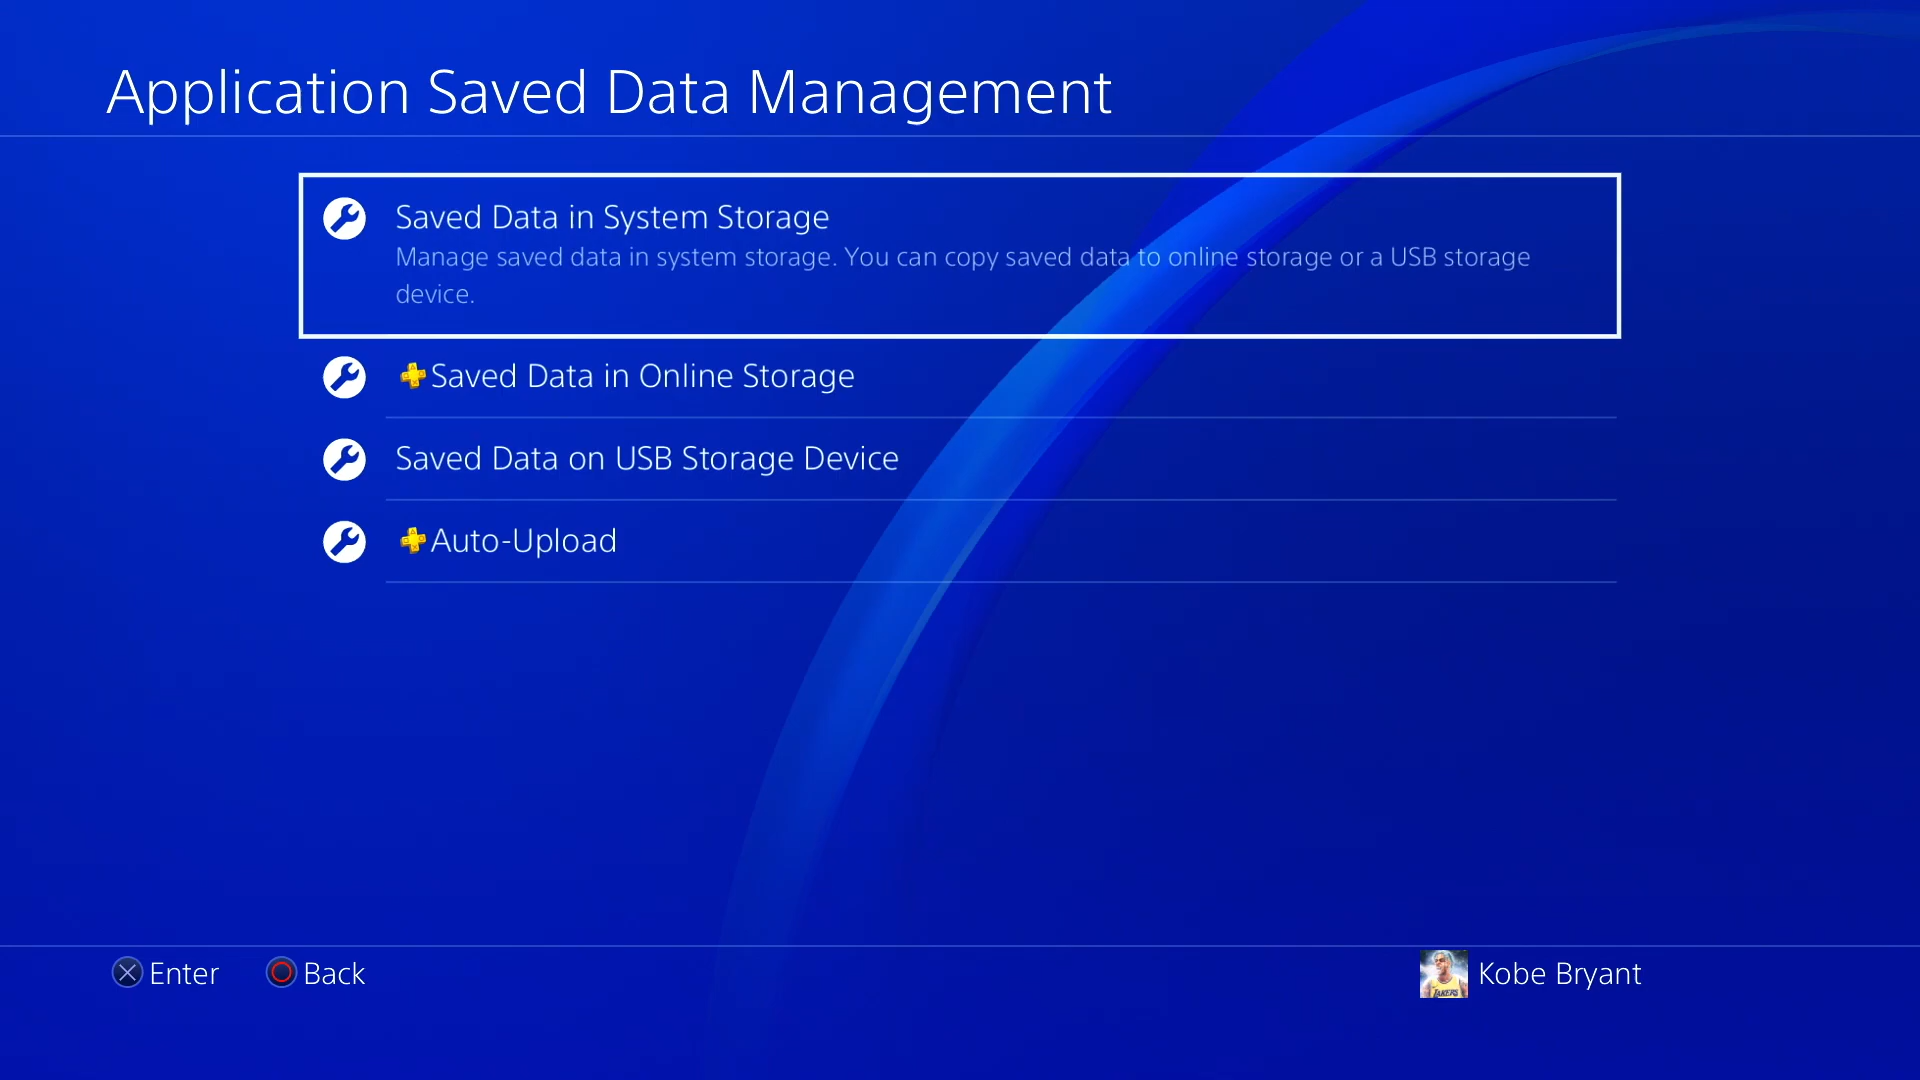 Application Saved Data Management
Saved Data in System Storage
Manage saved data in system storage. You can copy saved data to online storage or a USB storage
device.
Saved Data in Online Storage
Saved Data on USB Storage Device
Auto-Upload
Enter Back Kobe Bryant
LAKERS